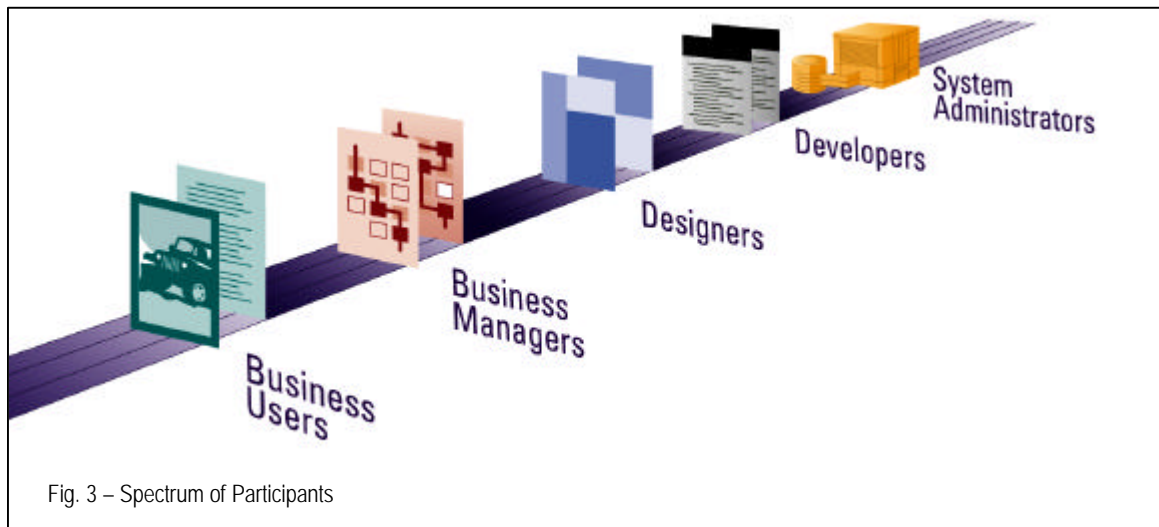 Business
Users
Business
Managers
Designers
Developers
System
Administrators
Fig. 3 – Spectrum of Participants